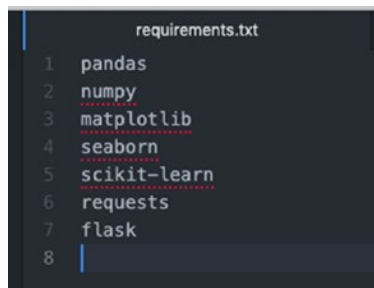 requirements.txt
1 pandas
2 numpy
3 matplotlib
4 seaborn
5 scikit-learn
6 requests
7 flask
8